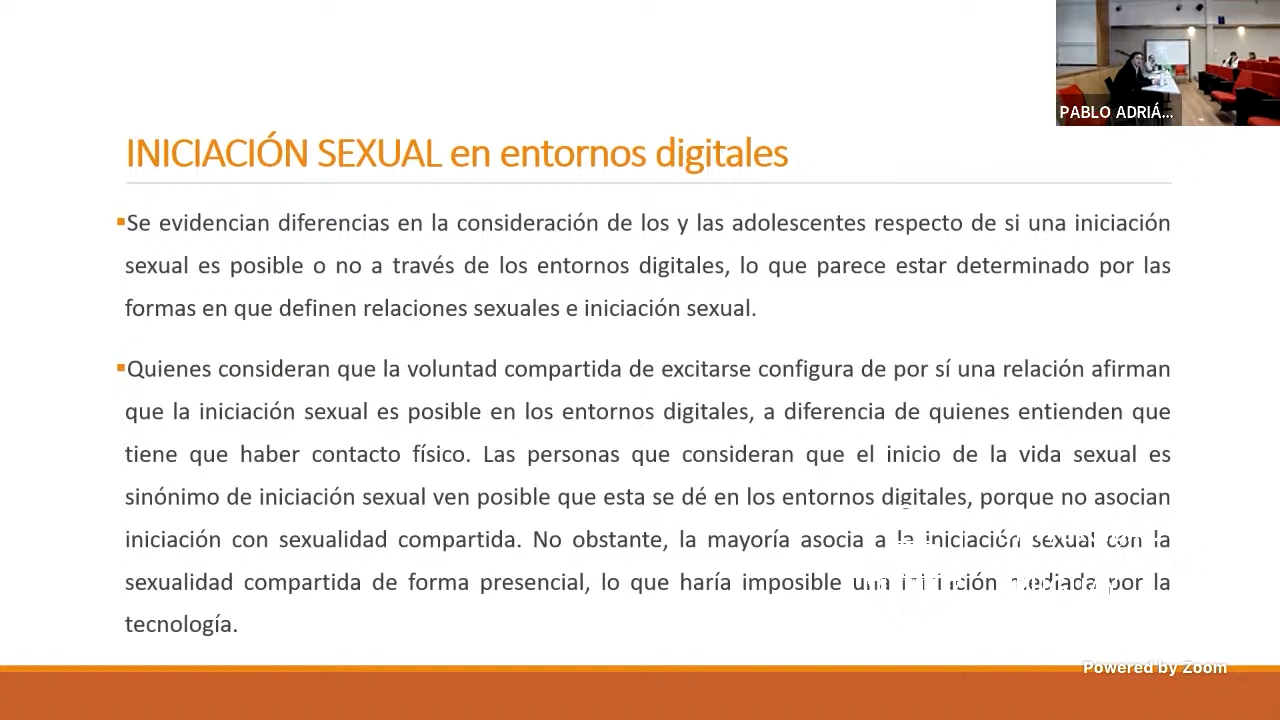 PABLO ADRIÁ...
INICIACIÓN SEXUAL en entornos digitales
▪Se evidencian diferencias en la consideración de los y las adolescentes respecto de si una iniciación
sexual es posible o no a través de los entornos digitales, lo que parece estar determinado por las
formas en que definen relaciones sexuales e iniciación sexual.
▪Quienes consideran que la voluntad compartida de excitarse configura de por sí una relación afirman
que la iniciación sexual es posible en los entornos digitales, a diferencia de quienes entienden que
tiene que haber contacto físico. Las personas que consideran que el inicio de la vida sexual es
sinónimo de iniciación sexual ven posible que esta se dé en los entornos digitales, porque no asocian
iniciación con sexualidad compartida. No obstante, la mayoría asocia a la iniciación sexual con la
sexualidad compartida de forma presencial, lo que haría imposible una iniciación mediada por la
tecnología.
Powered by Zoom